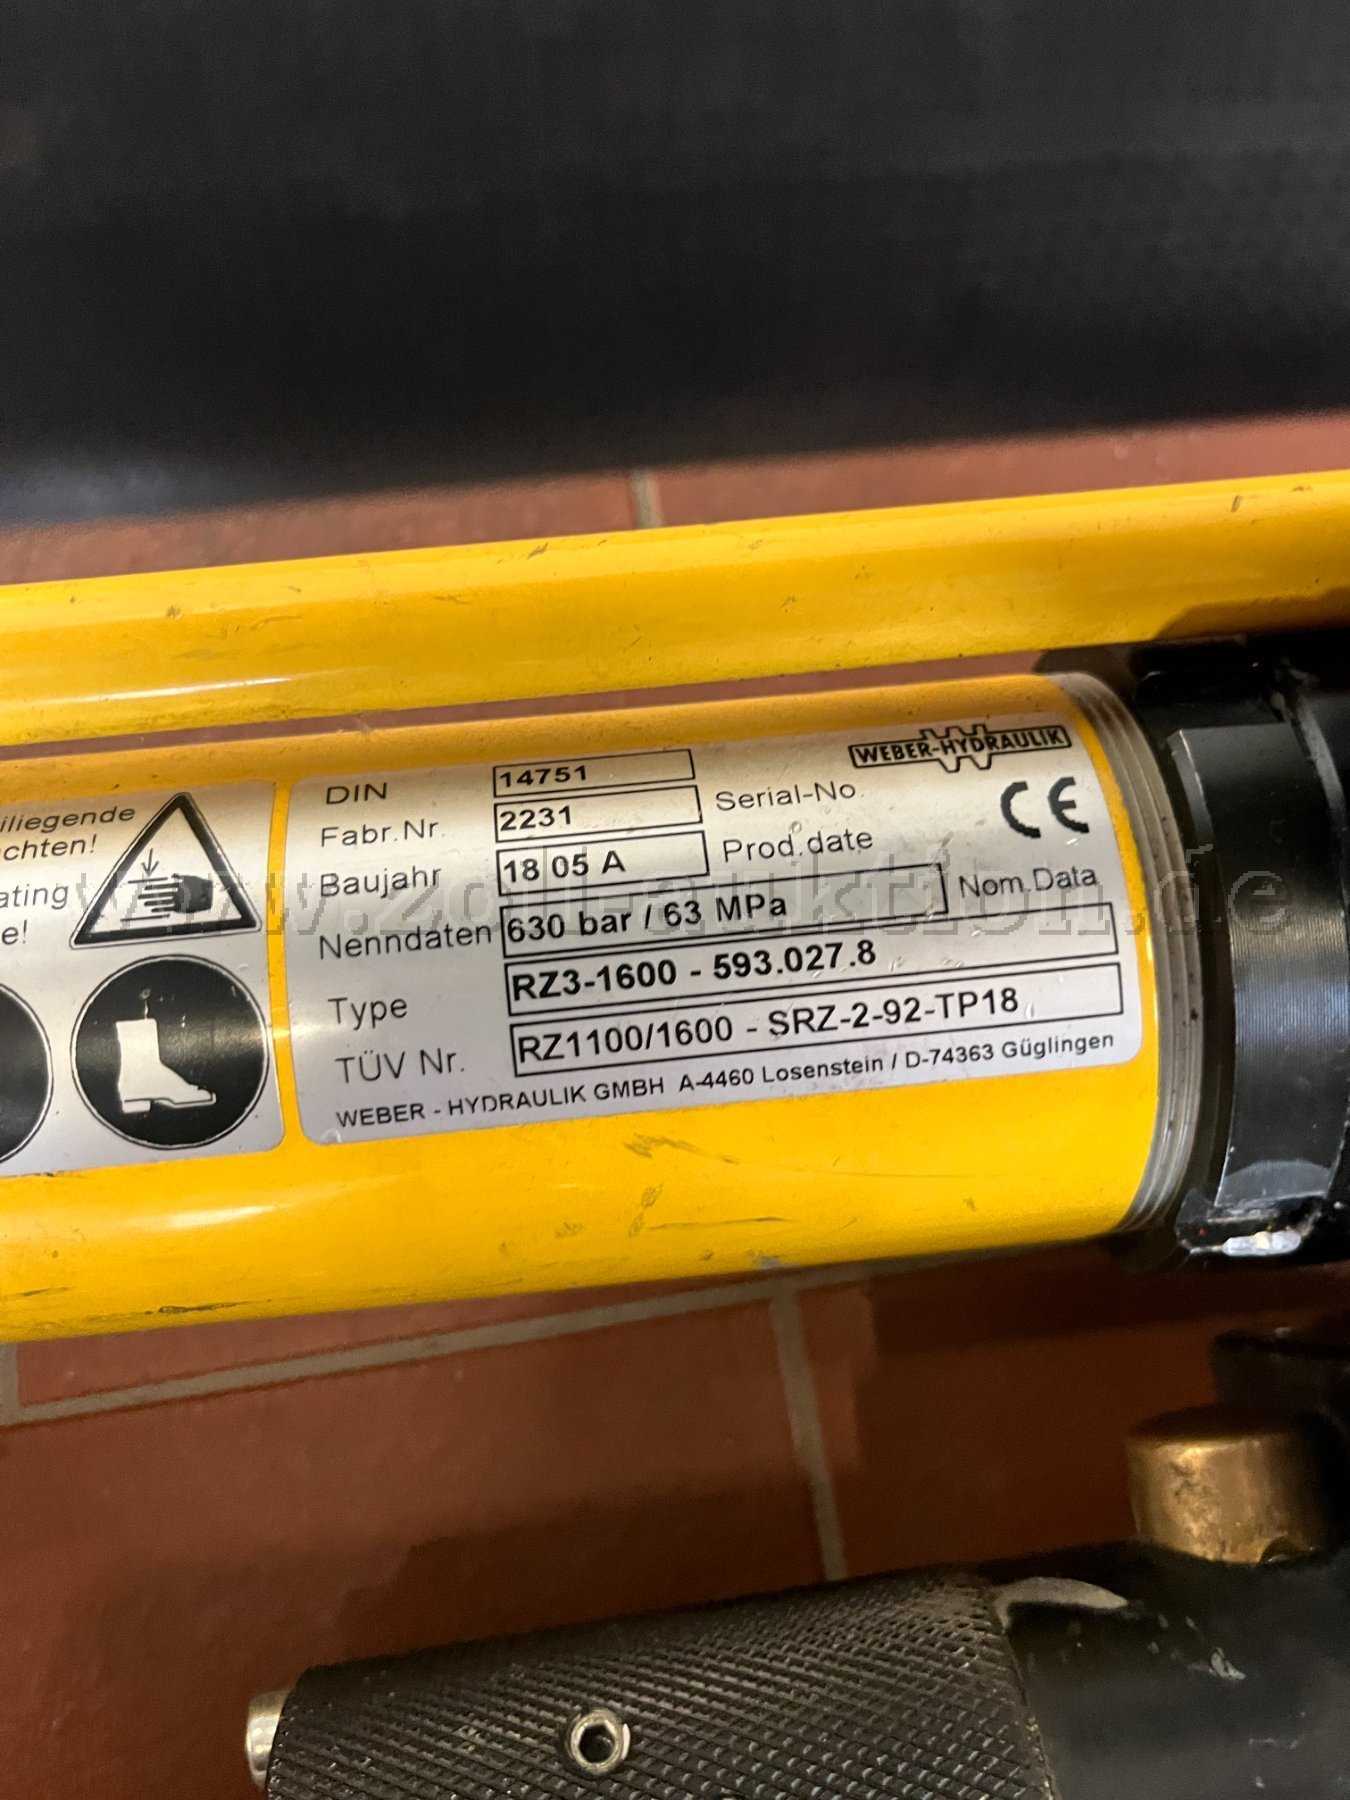 WEBER-HYDRAULIK
DIN 14751
Fabr.Nr. 2231 Serial-No.
Baujahr 18 05 A Prod.date
Nenndaten 630 bar / 63 MPa Nom.Data
Type RZ3-1600 - 593.027.8
TÜV Nr. RZ1100/1600 - SRZ-2-92-TP18
WEBER - HYDRAULIK GMBH A-4460 Losenstein / D-74363 Güglingen
CE
iliegende
chten!
ating
e!
www.zoll-auktion.de